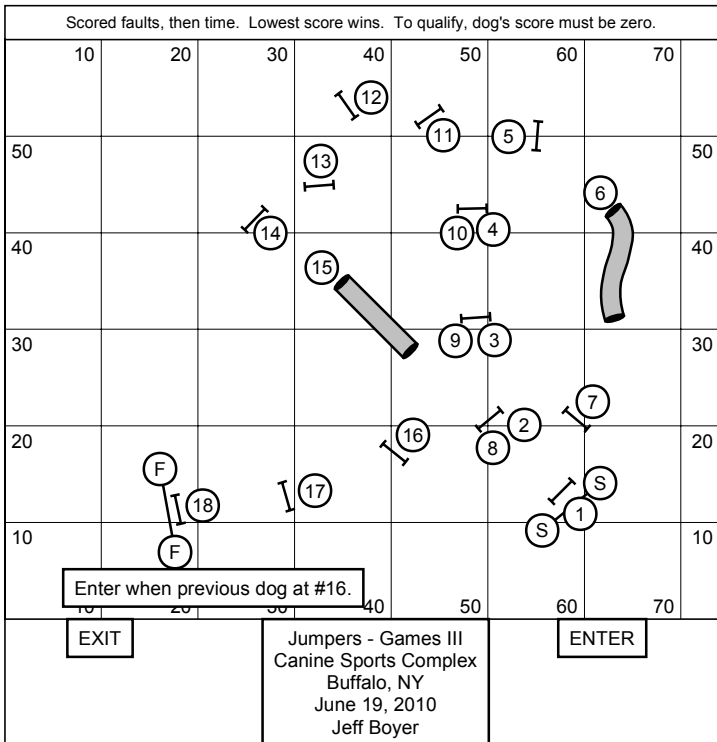 Scored faults, then time. Lowest score wins. To qualify, dog's score must be zero.
10 20 30 40 50 60 70
12
11 5
50 50
13
6
14 10 4
40 40
15
9 3
30 30
7
16 2
20 20
8
F S
17
18 1
S
10 10
F
Enter when previous dog at #16.
10 20 30 40 50 60 70
EXIT
ENTER
Jumpers - Games III
Canine Sports Complex
Buffalo, NY
June 19, 2010
Jeff Boyer